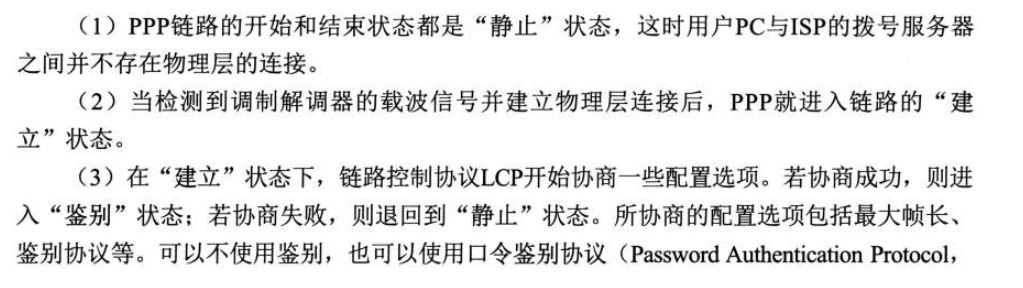 （1）PPP链路的开始和结束状态都是“静止”状态，这时用户PC与ISP的拨号服务器
之间并不存在物理层的连接。
（2）当检测到调制解调器的载波信号并建立物理层连接后，PPP就进入链路的“建
立”状态。
（3）在“建立”状态下，链路控制协议LCP开始协商一些配置选项。若协商成功，则进
入“鉴别”状态；若协商失败，则退回到“静止”状态。所协商的配置选项包括最大帧长、
鉴别协议等。可以不使用鉴别，也可以使用口令鉴别协议（Password Authentication Protocol，